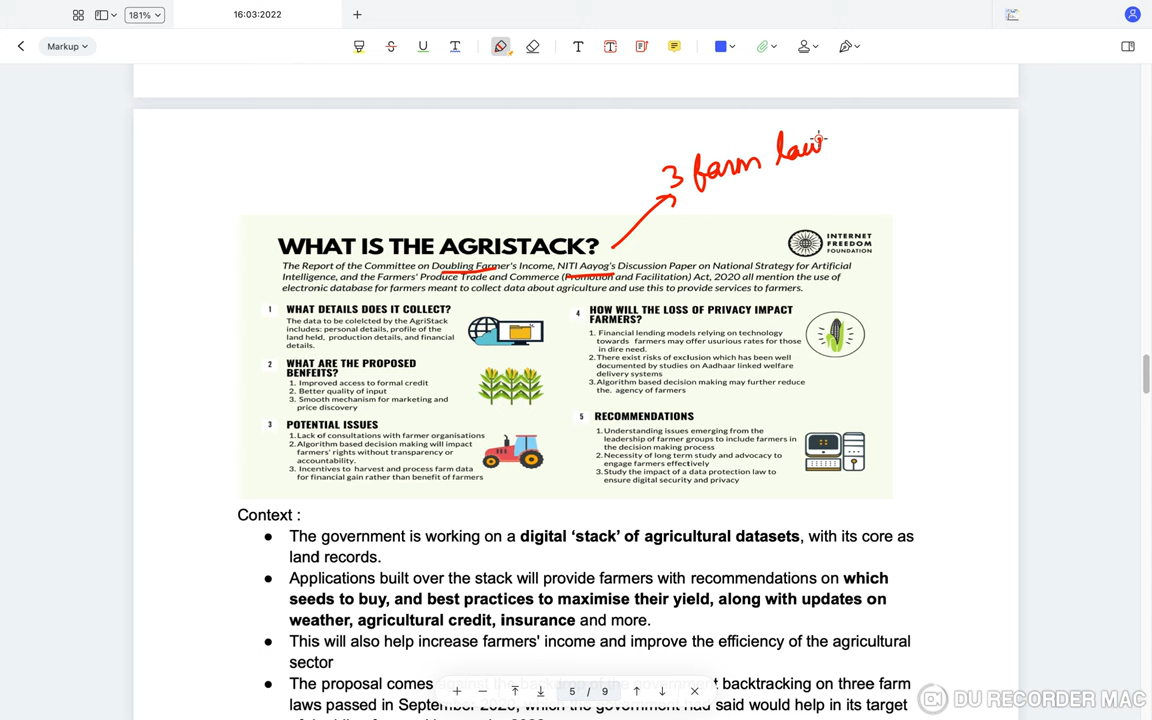 181%
16:03:2022
Markup
3 farm law
WHAT IS THE AGRISTACK?
INTERNET
FREEDOM
FOUNDATION
The Report of the Committee on Doubling Farmer's Income, NITI Aayog's Discussion Paper on National Strategy for Artificial
Intelligence, and the Farmers' Produce Trade and Commerce (Promotion and Facilitation) Act, 2020 all mention the use of
electronic database for farmers meant to collect data about agriculture and use this to provide services to farmers.
1 WHAT DETAILS DOES IT COLLECT?
The data to be colelcted by the AgriStack
includes: personal details, profile of the
land held, production details, and financial
details.
2 WHAT ARE THE PROPOSED
BENFEITS?
1. Improved access to formal credit
2. Better quality or input
3. Smooth mechanism for marketing and
price discovery
3 POTENTIAL ISSUES
1.Lack of consultations with farmer organisations
2.Algorithm based decision making will impact
farmers' rights without transparency or
accountability.
3. Incentives to harvest and process farm data
for financial gain rather than benefit of farmers
4 HOW WILL THE LOSS OF PRIVACY IMPACT
FARMERS?
1. Financial lending models relying on technology
towards farmers may offer usurious rates for those
in dire need.
2.There exist risks of exclusion which has been well
documented by studies on Aadhaar linked welfare
delivery systems
3.Algorithm based decision making may further reduce
the. agency of farmers
5 RECOMMENDATIONS
1.Understanding issues emerging from the
leadership of farmer groups to include farmers in
the decision making process
2.Necessity of long term study and advocacy to
engage farmers effectively
3.Study the impact of a data protection law to
ensure digital security and privacy
Context :
● The government is working on a digital ‘stack’ of agricultural datasets, with its core as
land records.
● Applications built over the stack will provide farmers with recommendations on which
seeds to buy, and best practices to maximise their yield, along with updates on
weather, agricultural credit, insurance and more.
● This will also help increase farmers' income and improve the efficiency of the agricultural
sector
● The proposal comes against the backdrop of the government backtracking on three farm
laws passed in September 2020, which the government had said would help in its target
5 / 9
DU RECORDER MAC